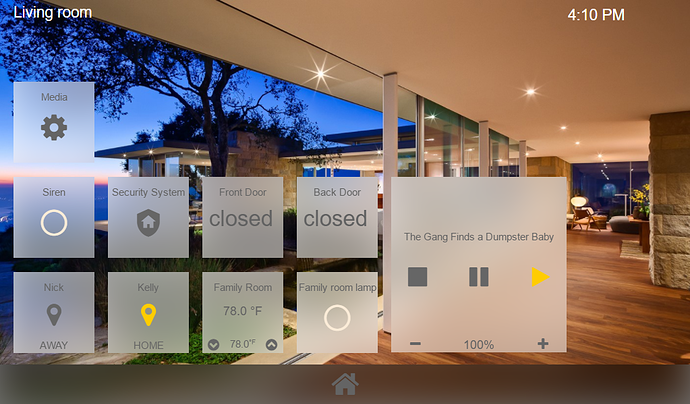 Living room
4:10 PM
Media
Siren
Security System
Front Door
closed
Back Door
closed
The Gang Finds a Dumpster Baby
100%
Nick
AWAY
Kelly
HOME
Family Room
78.0 °F
78.0°F
Family room lamp